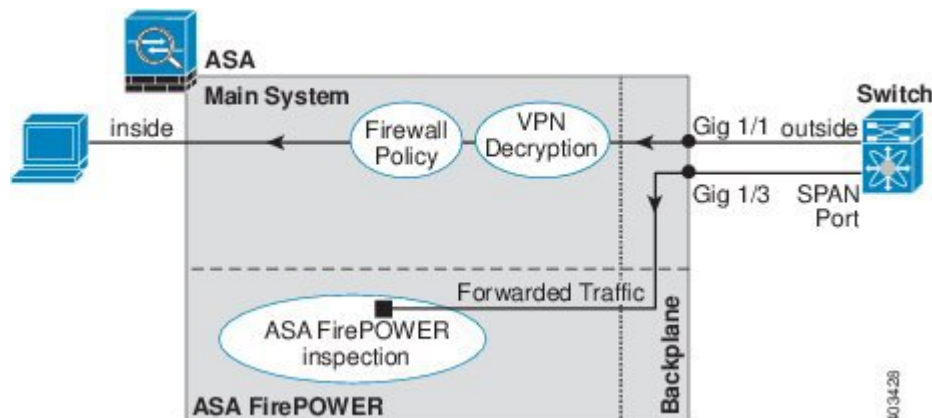 ASA
Main System
Switch
inside
Firewall
Policy
VPN
Decryption
Gig 1/1
outside
Gig 1/3
SPAN
Port
Forwarded Traffic
ASA FirePOWER
inspection
Backplane
ASA FirePOWER